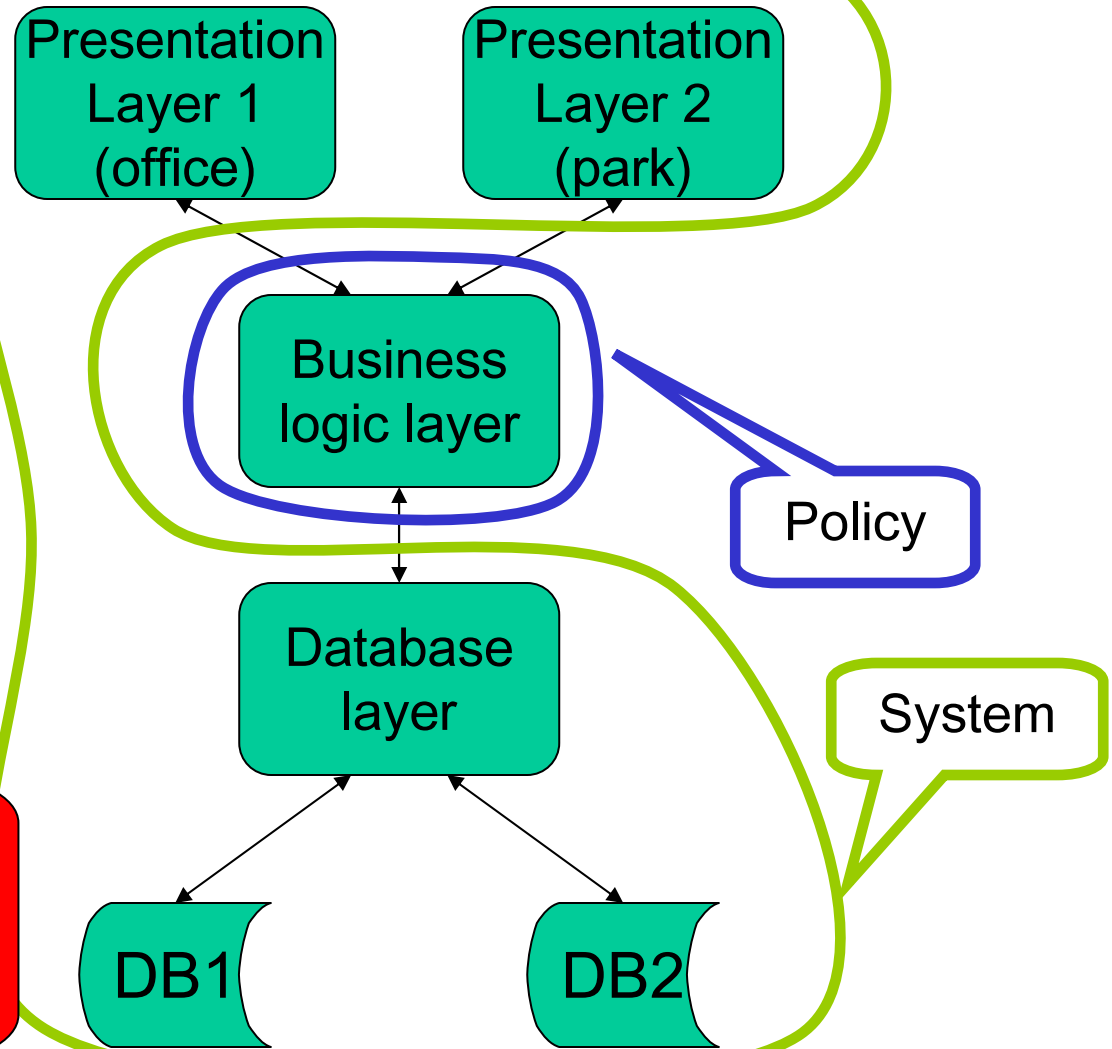 Presentation
Layer 1
(office)
Presentation
Layer 2
(park)
Business
logic layer
Policy
Database
layer
System
DB1
DB2